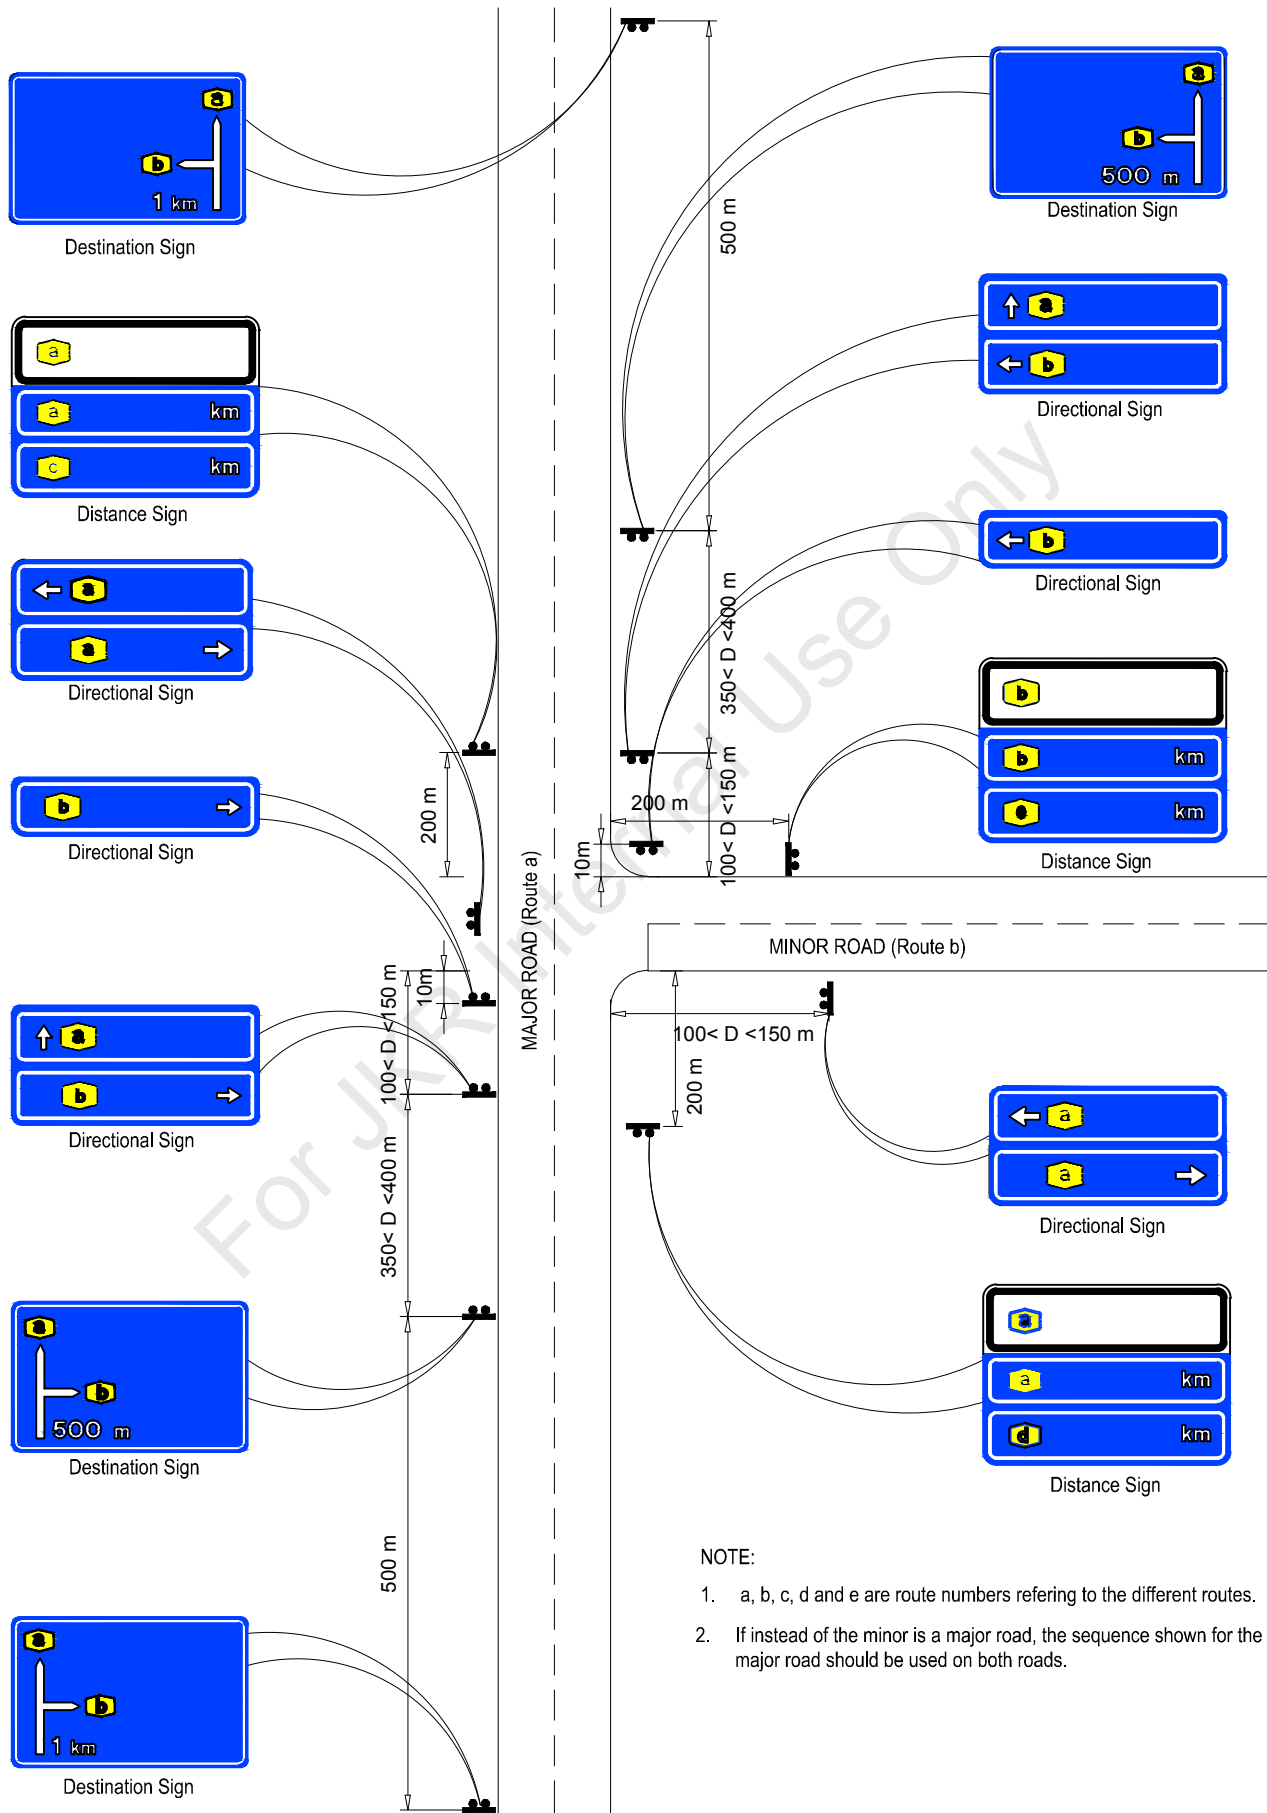 a
b
1 km
Destination Sign
a
a km
c km
Distance Sign
a
a
Directional Sign
b
Directional Sign
a
b
Directional Sign
a
b
500 m
Destination Sign
a
b
1 km
Destination Sign
200 m
10m
100< D <150 m
350< D <400 m
500 m
MAJOR ROAD (Route a)
500 m
350< D <400 m
100< D <150 m
200 m
10m
MINOR ROAD (Route b)
100< D <150 m
200 m
a
b
500 m
Destination Sign
a
b
Directional Sign
b
Directional Sign
b
b km
e km
Distance Sign
a
a
Directional Sign
a
a km
d km
Distance Sign
For JKR Internal Use Only
NOTE:
1. a, b, c, d and e are route numbers refering to the different routes.
2. If instead of the minor is a major road, the sequence shown for the
major road should be used on both roads.